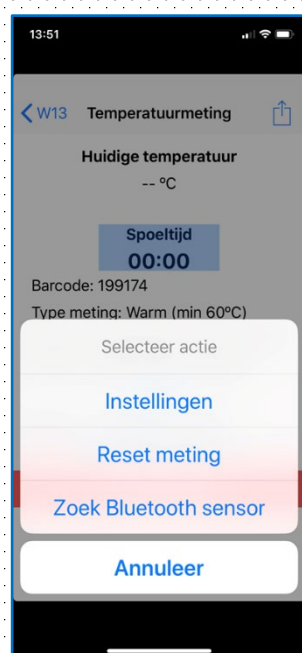 13:51
W13 Temperatuurmeting
Huidige temperatuur
-- ºC
Spoeltijd
00:00
Barcode: 199174
Type meting: Warm (min 60ºC)
Selecteer actie
Instellingen
Reset meting
Zoek Bluetooth sensor
Annuleer